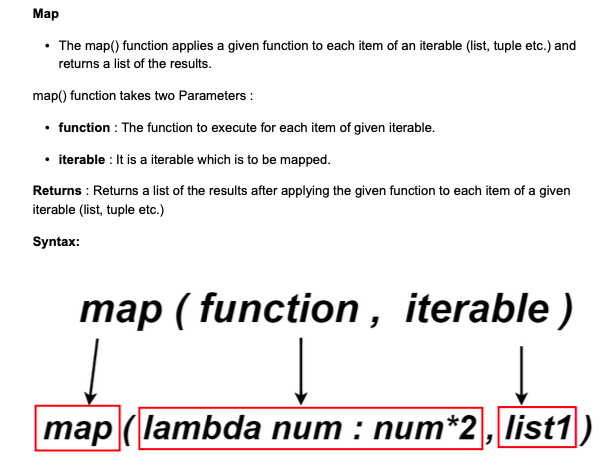 Map
• The map() function applies a given function to each item of an iterable (list, tuple etc.) and
returns a list of the results.
map() function takes two Parameters :
• function : The function to execute for each item of given iterable.
• iterable : It is a iterable which is to be mapped.
Returns : Returns a list of the results after applying the given function to each item of a given
iterable (list, tuple etc.)
Syntax:
map ( function , iterable )
map ( lambda num : num*2 , list1 )